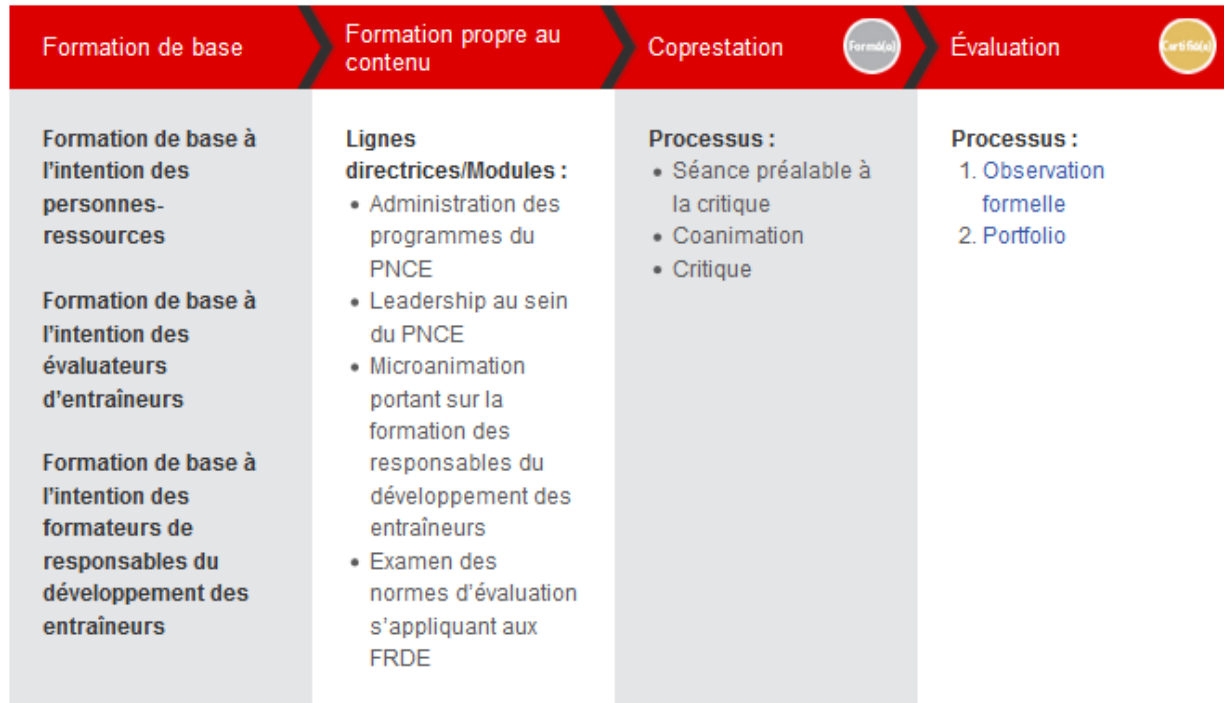 Formation de base
Formation propre au
contenu
Coprestation
Formé(e)
Évaluation
Certifié(e)
Formation de base à
l'intention des
personnes-
ressources
Formation de base à
l'intention des
évaluateurs
d'entraîneurs
Formation de base à
l'intention des
formateurs de
responsables du
développement des
entraîneurs
Lignes
directrices/Modules :
• Administration des
programmes du
PNCE
• Leadership au sein
du PNCE
• Microanimation
portant sur la
formation des
responsables du
développement des
entraîneurs
• Examen des
normes d'évaluation
s'appliquant aux
FRDE
Processus :
• Séance préalable à
la critique
• Coanimation
• Critique
Processus :
1. Observation
formelle
2. Portfolio